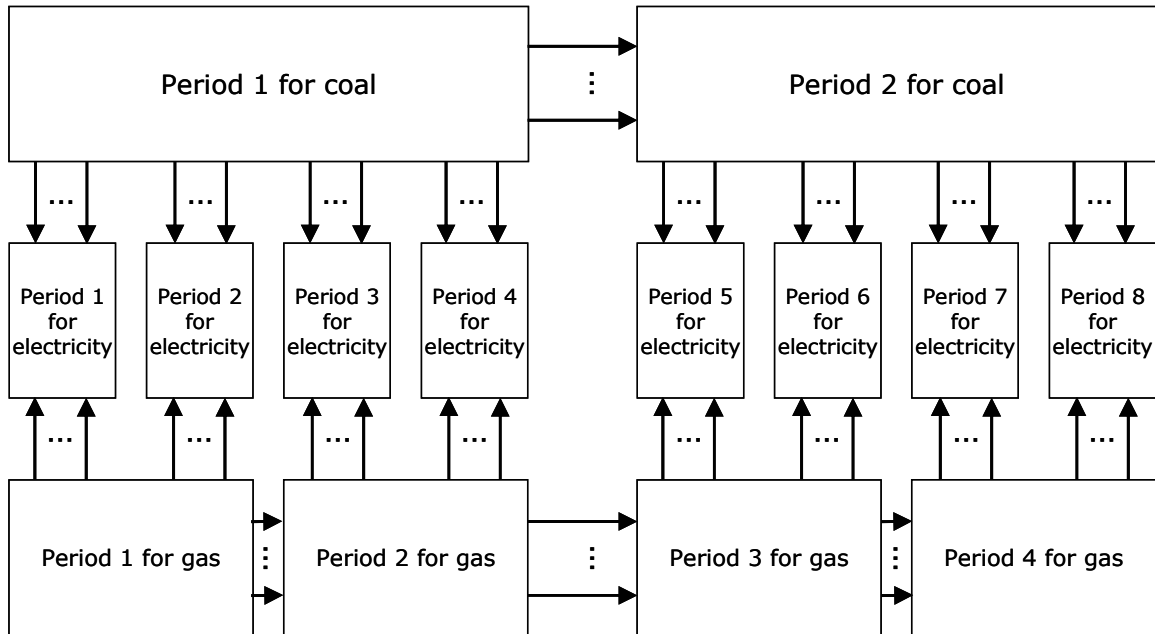 Period 1 for coal
Period 2 for coal
...
...
...
...
...
...
...
...
...
Period 1
for
electricity
Period 2
for
electricity
Period 3
for
electricity
Period 4
for
electricity
Period 5
for
electricity
Period 6
for
electricity
Period 7
for
electricity
Period 8
for
electricity
...
...
...
...
...
...
...
...
Period 1 for gas
...
Period 2 for gas
...
Period 3 for gas
...
Period 4 for gas